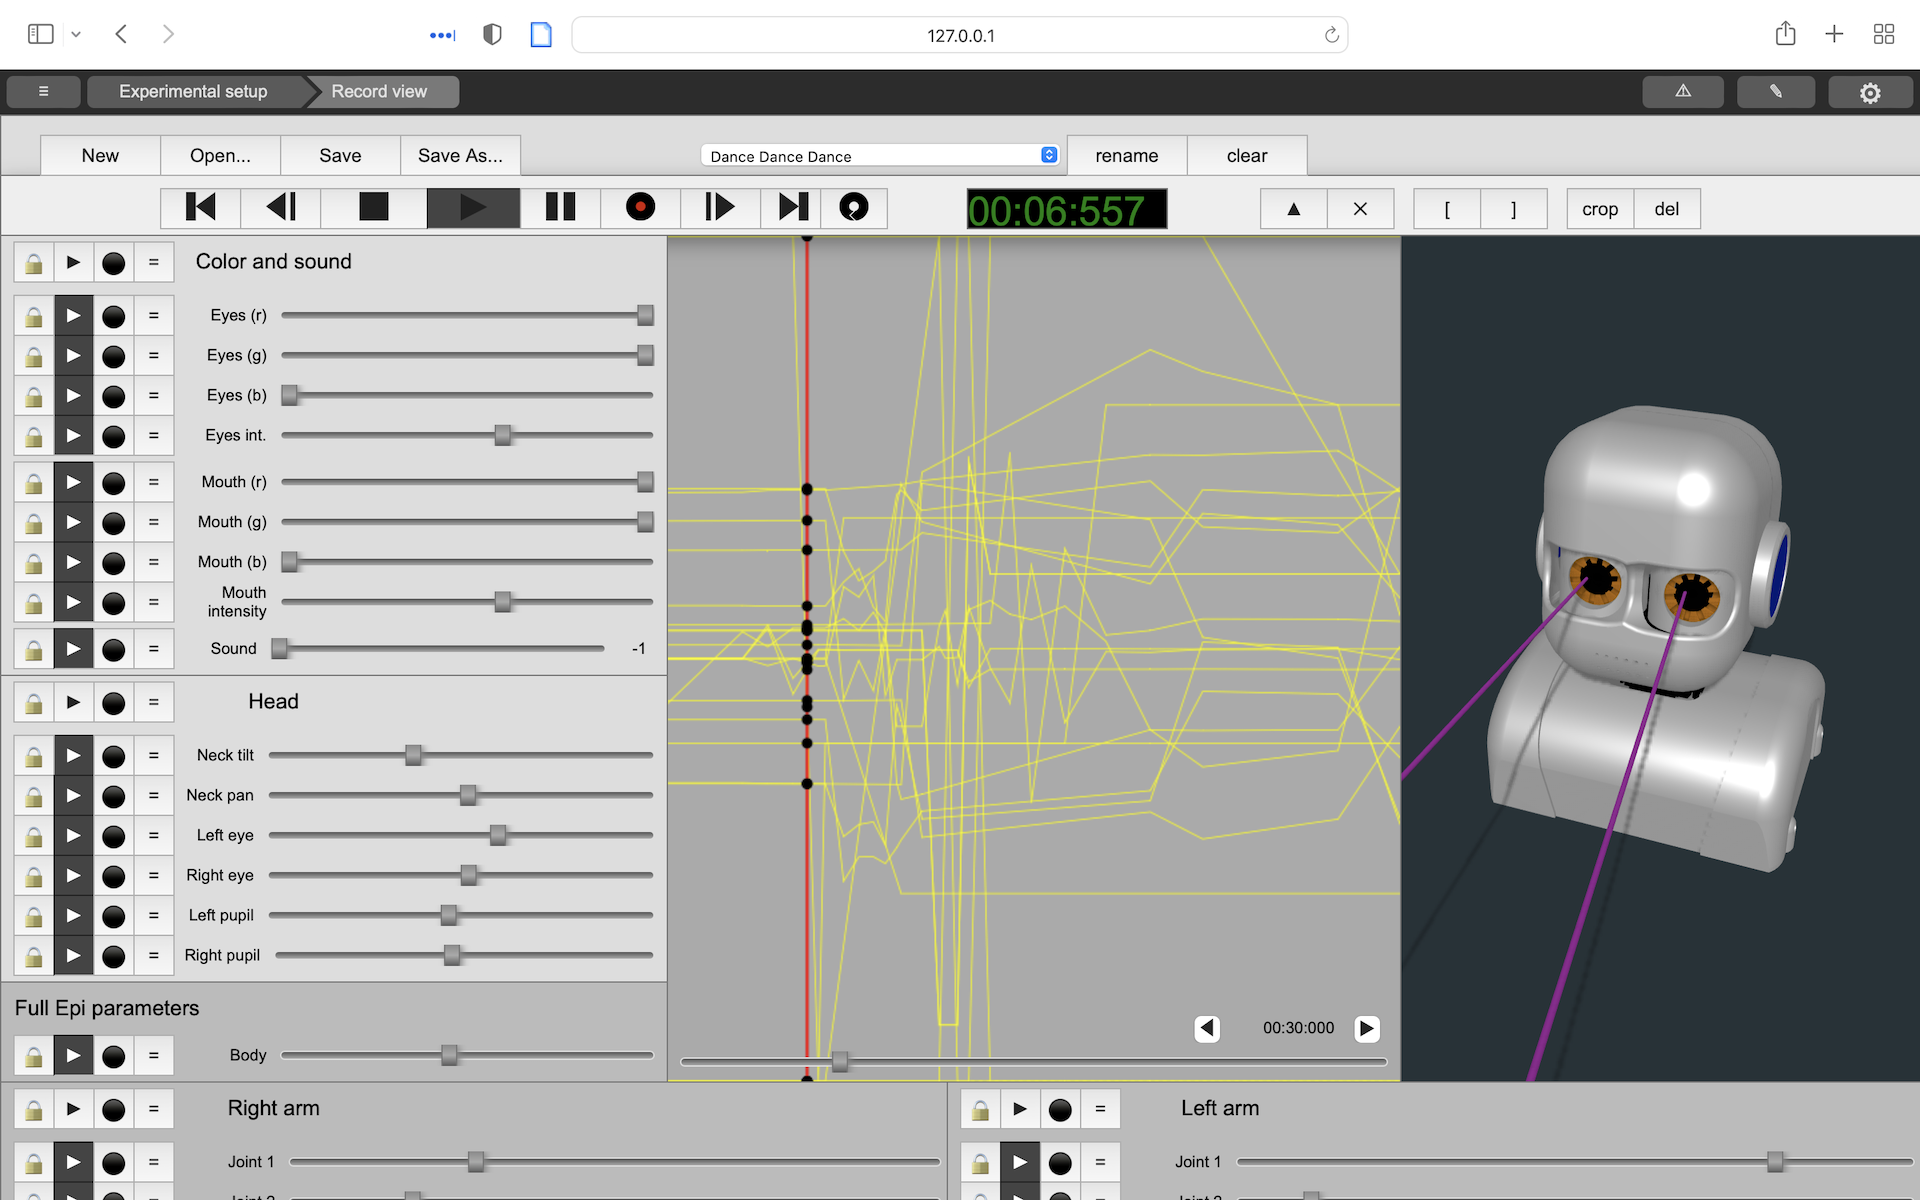 127.0.0.1
Experimental setup
Record view
New
Open...
Save
Save As...
Dance Dance Dance
rename
clear
00:06:557
[
]
crop
del
=
Color and sound
= Eyes (r)
= Eyes (g)
= Eyes (b)
= Eyes int.
= Mouth (r)
= Mouth (g)
= Mouth (b)
= Mouth
intensity
= Sound -1
= Head
= Neck tilt
= Neck pan
= Left eye
= Right eye
= Left pupil
= Right pupil
00:30:000
Full Epi parameters
= Body
= Right arm
= Joint 1
= Left arm
= Joint 1